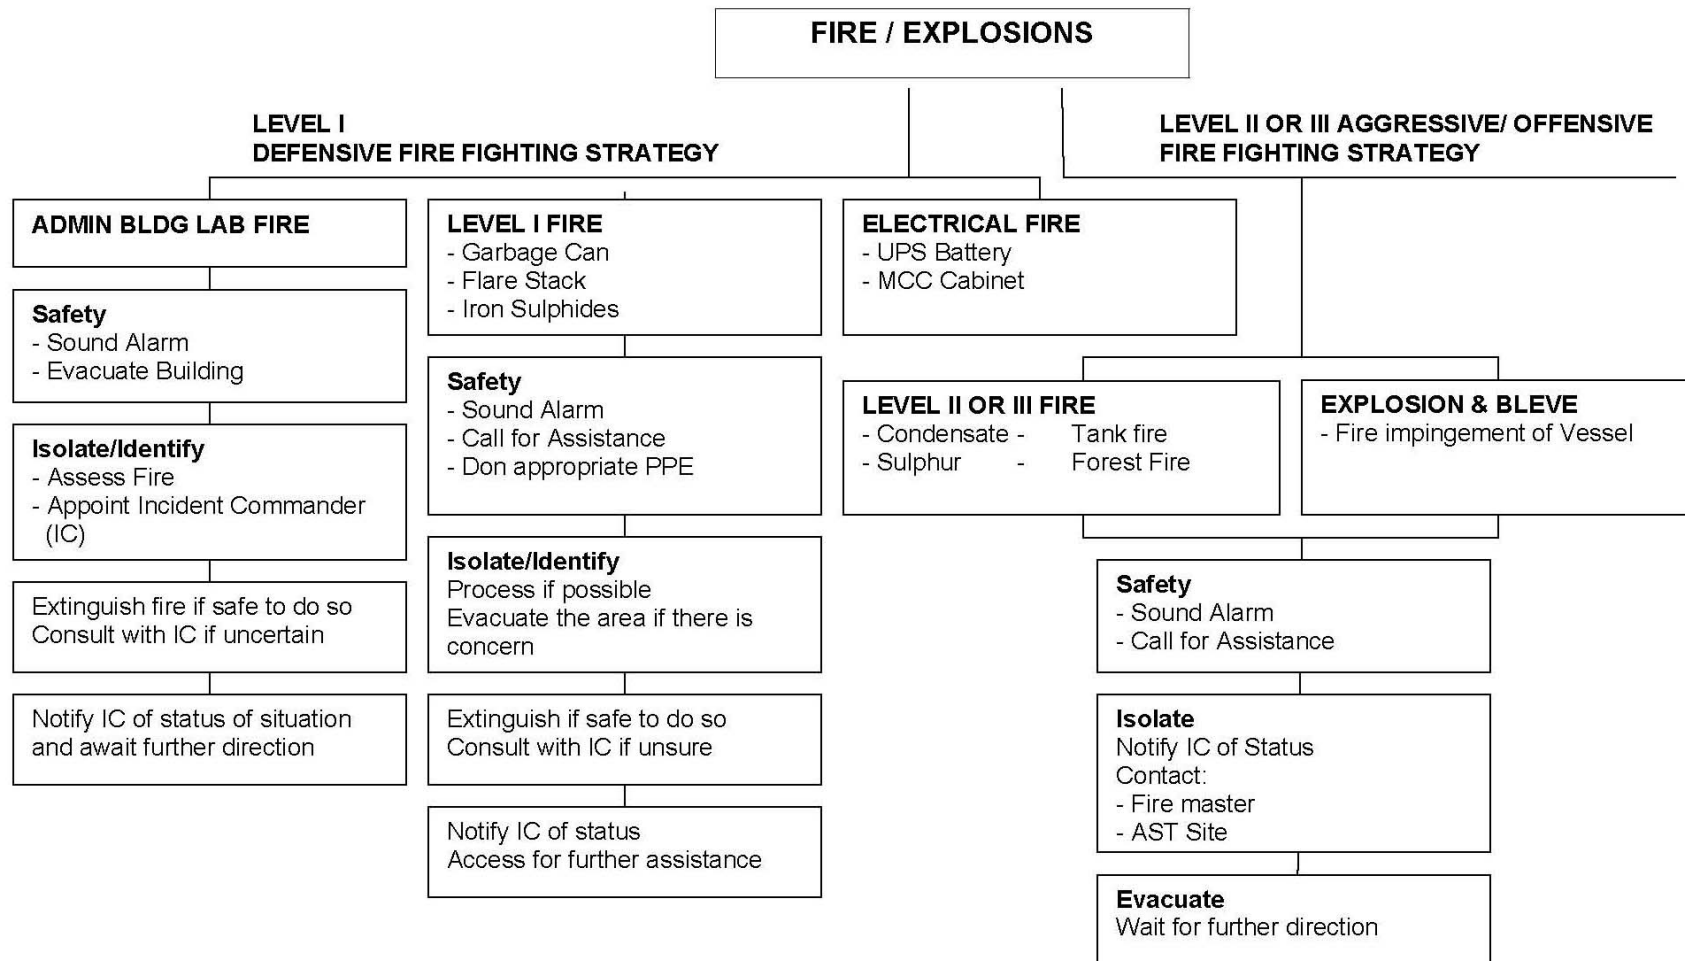 FIRE / EXPLOSIONS
LEVEL I
DEFENSIVE FIRE FIGHTING STRATEGY
LEVEL II OR III AGGRESSIVE/ OFFENSIVE
FIRE FIGHTING STRATEGY
ADMIN BLDG LAB FIRE
Safety
- Sound Alarm
- Evacuate Building
Isolate/Identify
- Assess Fire
- Appoint Incident Commander
(IC)
Extinguish fire if safe to do so
Consult with IC if uncertain
Notify IC of status of situation
and await further direction
LEVEL I FIRE
- Garbage Can
- Flare Stack
- Iron Sulphides
Safety
- Sound Alarm
- Call for Assistance
- Don appropriate PPE
Isolate/Identify
Process if possible
Evacuate the area if there is
concern
Extinguish if safe to do so
Consult with IC if unsure
Notify IC of status
Access for further assistance
ELECTRICAL FIRE
- UPS Battery
- MCC Cabinet
LEVEL II OR III FIRE
- Condensate - Tank fire
- Sulphur - Forest Fire
EXPLOSION & BLEVE
- Fire impingement of Vessel
Safety
- Sound Alarm
- Call for Assistance
Isolate
Notify IC of Status
Contact:
- Fire master
- AST Site
Evacuate
Wait for further direction